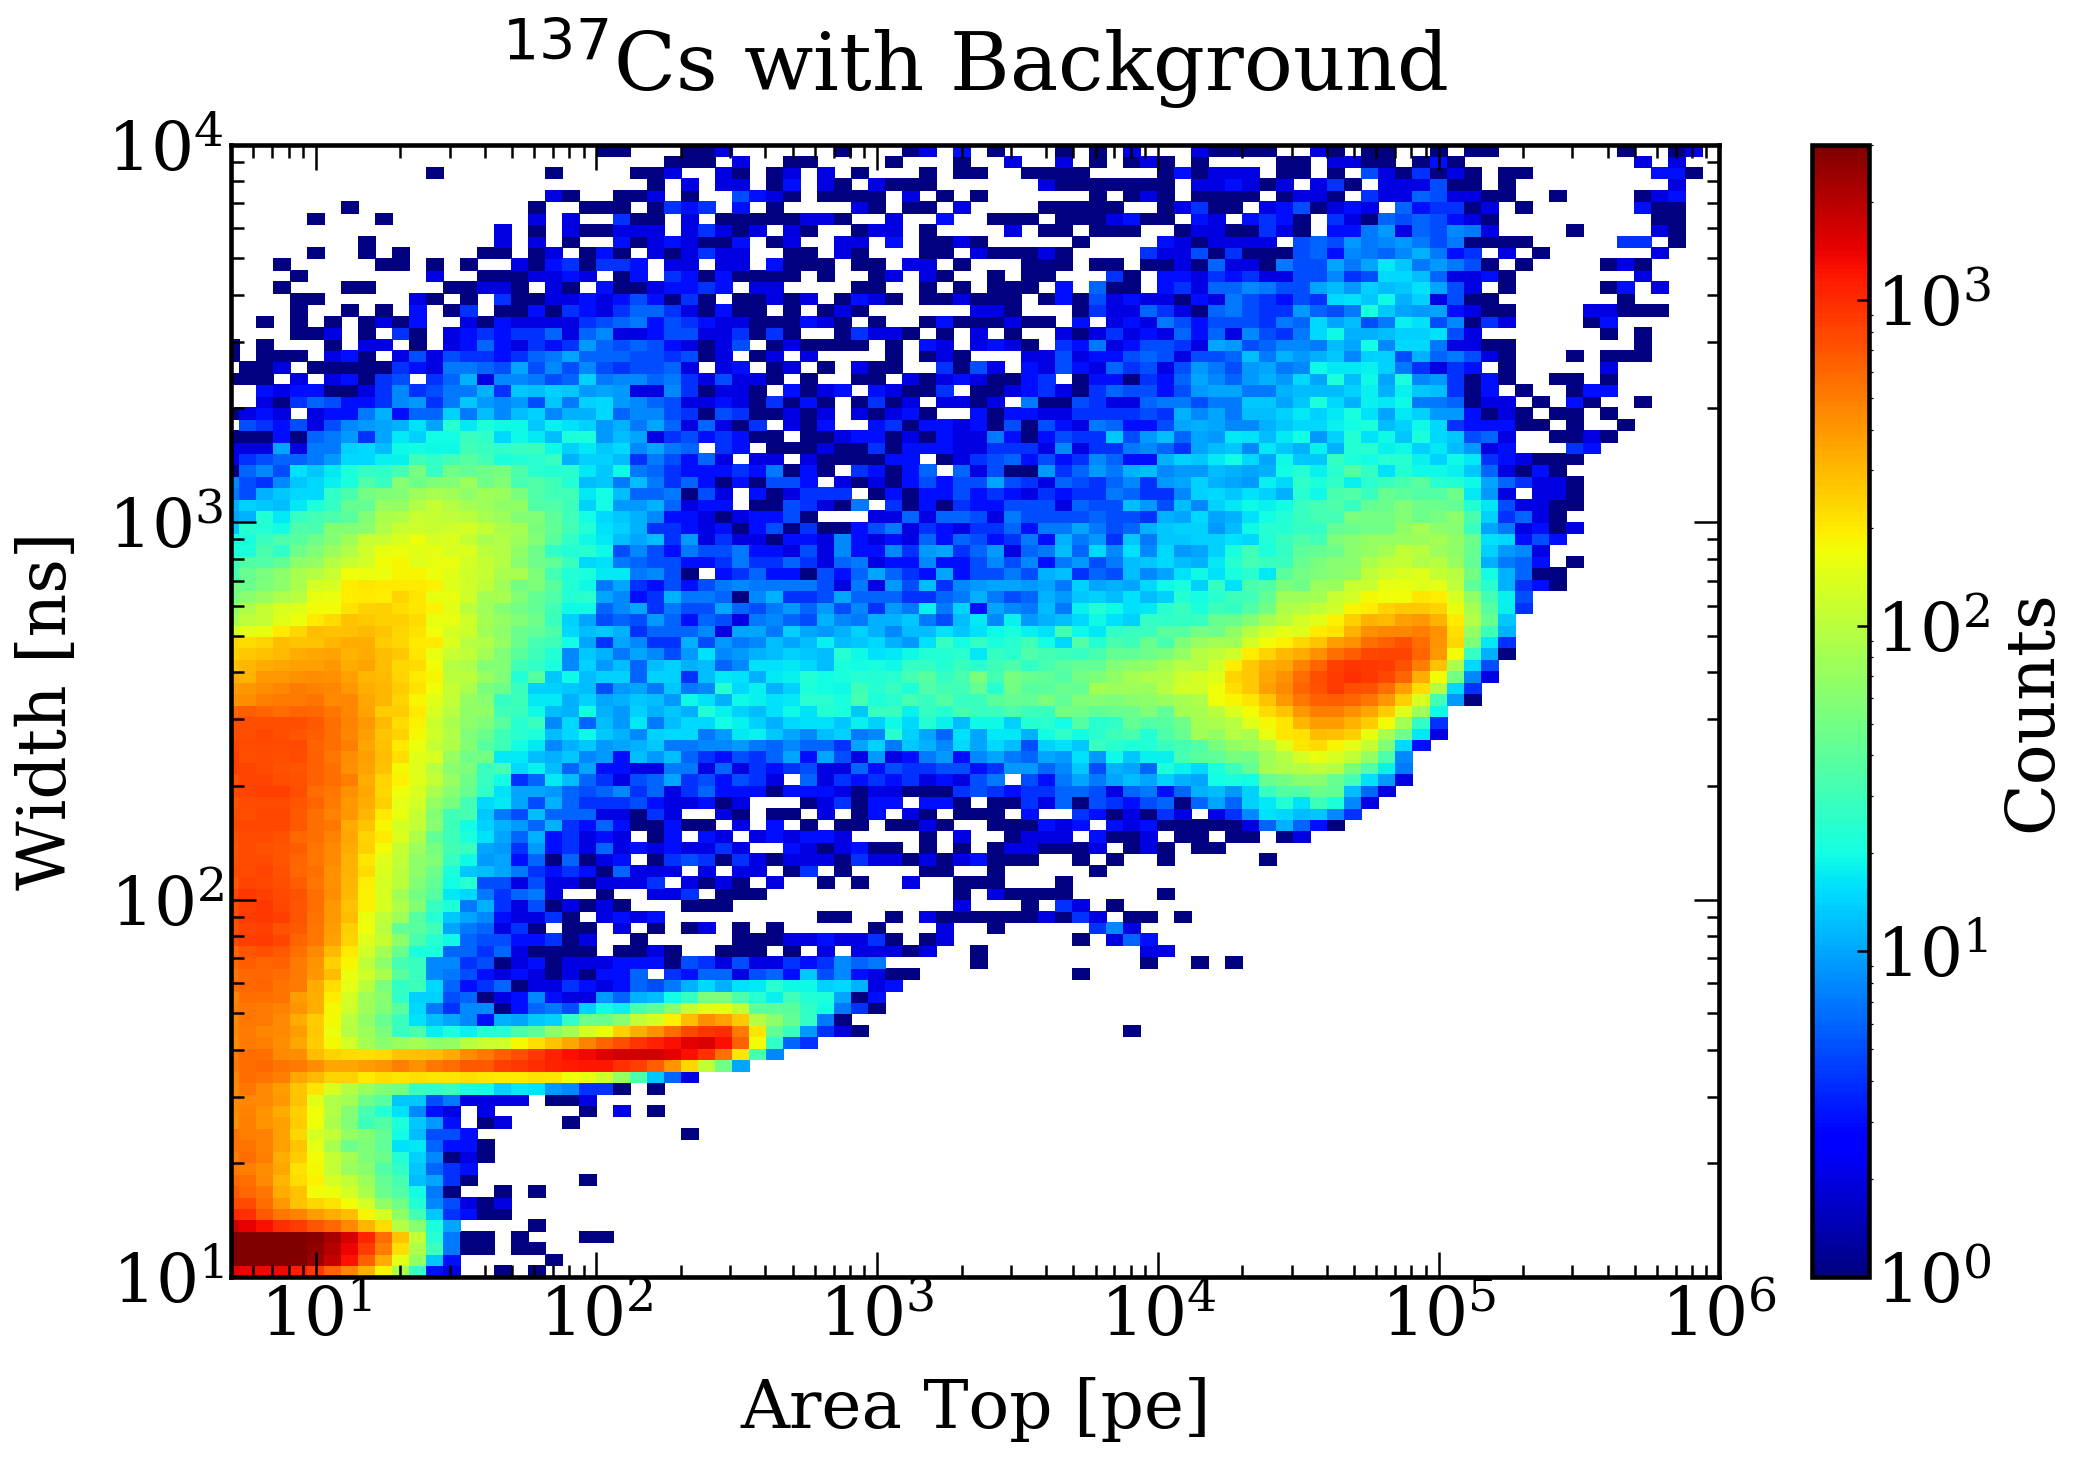 ¹³⁷Cs with Background
10⁴
10³
10²
10¹
Width [ns]
10¹ 10² 10³ 10⁴ 10⁵ 10⁶
Area Top [pe]
10³
10²
10¹
10⁰
Counts